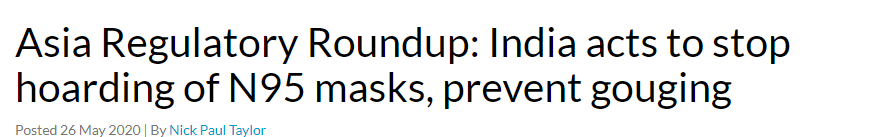 Asia Regulatory Roundup: India acts to stop
hoarding of N95 masks, prevent gouging
Posted 26 May 2020 | By Nick Paul Taylor